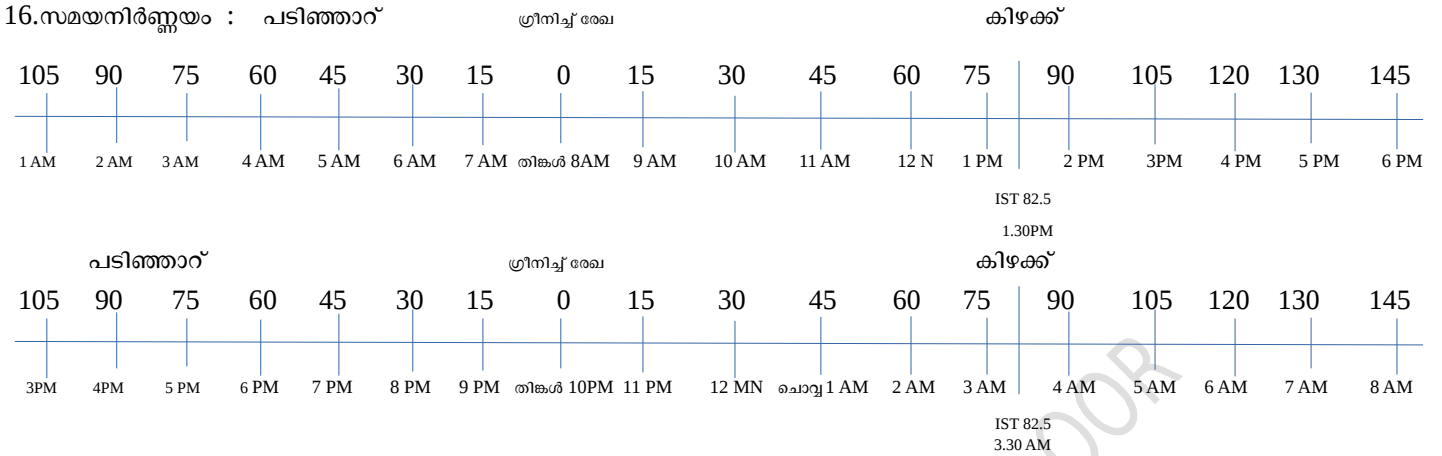 16.സമയനിർണ്ണയം : പടിഞ്ഞാറ് ഗ്രീനിച്ച് രേഖ കിഴക്ക്
105 90 75 60 45 30 15 0 15 30 45 60 75 90 105 120 130 145
1 AM 2 AM 3 AM 4 AM 5 AM 6 AM 7 AM തിങ്കൾ 8AM 9 AM 10 AM 11 AM 12 N 1 PM 2 PM 3PM 4 PM 5 PM 6 PM
IST 82.5
1.30PM
പടിഞ്ഞാറ് ഗ്രീനിച്ച് രേഖ കിഴക്ക്
105 90 75 60 45 30 15 0 15 30 45 60 75 90 105 120 130 145
3PM 4PM 5 PM 6 PM 7 PM 8 PM 9 PM തിങ്കൾ 10PM 11 PM 12 MN ചൊവ്വ 1 AM 2 AM 3 AM 4 AM 5 AM 6 AM 7 AM 8 AM
IST 82.5
3.30 AM